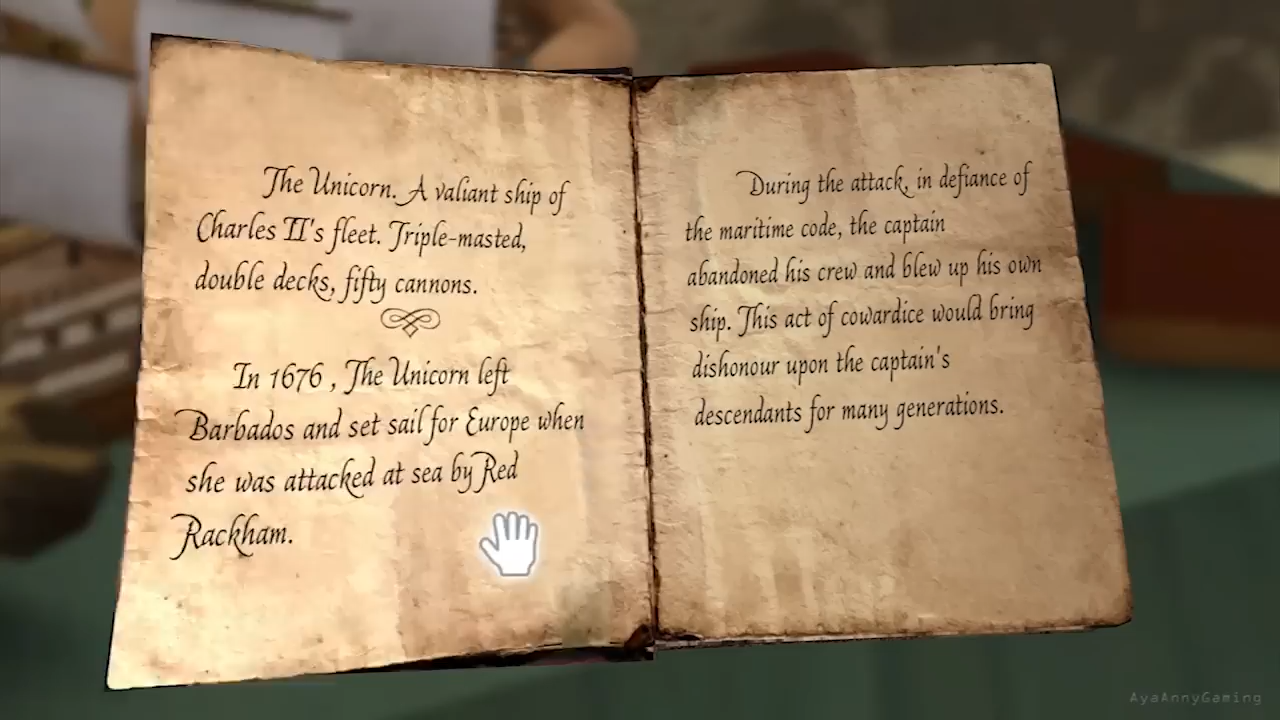 The Unicorn. A valiant ship of
Charles II's fleet. Triple-masted,
double decks, fifty cannons.
In 1676 , The Unicorn left
Barbados and set sail for Europe when
she was attacked at sea by Red
Rackham.
During the attack, in defiance of
the maritime code, the captain
abandoned his crew and blew up his own
ship. This act of cowardice would bring
dishonour upon the captain's
descendants for many generations.
AyaAnnyGaming